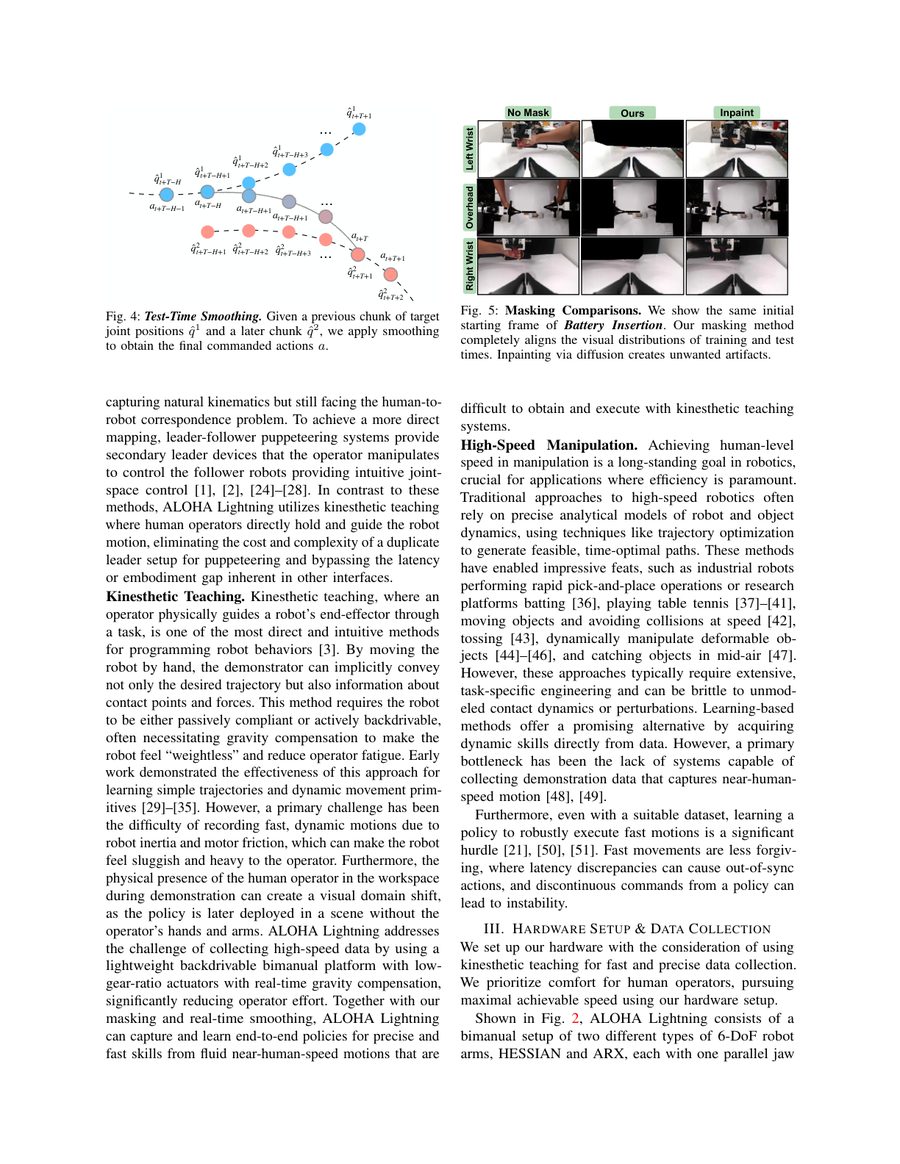 q̂¹ₜ₊T₊₁
...
q̂¹ₜ₊T₋H₊₃
q̂¹ₜ₊T₋H₊₂
q̂¹ₜ₊T₋H₊₁
q̂¹ₜ₊T₋H
aₜ₊T₋H₋₁
aₜ₊T₋H
aₜ₊T₋H₊₁
aₜ₊T₋H₊₁
...
q̂²ₜ₊T₋H₊₁
q̂²ₜ₊T₋H₊₂
q̂²ₜ₊T₋H₊₃
...
aₜ₊T
q̂²ₜ₊T₊₁
aₜ₊T₊₁
q̂²ₜ₊T₊₂
Fig. 4: Test-Time Smoothing. Given a previous chunk of target
joint positions q̂¹ and a later chunk q̂², we apply smoothing
to obtain the final commanded actions a.
No Mask
Ours
Inpaint
Left Wrist
Overhead
Right Wrist
Fig. 5: Masking Comparisons. We show the same initial
starting frame of Battery Insertion. Our masking method
completely aligns the visual distributions of training and test
times. Inpainting via diffusion creates unwanted artifacts.
capturing natural kinematics but still facing the human-to-
robot correspondence problem. To achieve a more direct
mapping, leader-follower puppeteering systems provide
secondary leader devices that the operator manipulates
to control the follower robots providing intuitive joint-
space control [1], [2], [24]–[28]. In contrast to these
methods, ALOHA Lightning utilizes kinesthetic teaching
where human operators directly hold and guide the robot
motion, eliminating the cost and complexity of a duplicate
leader setup for puppeteering and bypassing the latency
or embodiment gap inherent in other interfaces.
Kinesthetic Teaching. Kinesthetic teaching, where an
operator physically guides a robot's end-effector through
a task, is one of the most direct and intuitive methods
for programming robot behaviors [3]. By moving the
robot by hand, the demonstrator can implicitly convey
not only the desired trajectory but also information about
contact points and forces. This method requires the robot
to be either passively compliant or actively backdrivable,
often necessitating gravity compensation to make the
robot feel “weightless” and reduce operator fatigue. Early
work demonstrated the effectiveness of this approach for
learning simple trajectories and dynamic movement prim-
itives [29]–[35]. However, a primary challenge has been
the difficulty of recording fast, dynamic motions due to
robot inertia and motor friction, which can make the robot
feel sluggish and heavy to the operator. Furthermore, the
physical presence of the human operator in the workspace
during demonstration can create a visual domain shift,
as the policy is later deployed in a scene without the
operator's hands and arms. ALOHA Lightning addresses
the challenge of collecting high-speed data by using a
lightweight backdrivable bimanual platform with low-
gear-ratio actuators with real-time gravity compensation,
significantly reducing operator effort. Together with our
masking and real-time smoothing, ALOHA Lightning
can capture and learn end-to-end policies for precise and
fast skills from fluid near-human-speed motions that are
difficult to obtain and execute with kinesthetic teaching
systems.
High-Speed Manipulation. Achieving human-level
speed in manipulation is a long-standing goal in robotics,
crucial for applications where efficiency is paramount.
Traditional approaches to high-speed robotics often
rely on precise analytical models of robot and object
dynamics, using techniques like trajectory optimization
to generate feasible, time-optimal paths. These methods
have enabled impressive feats, such as industrial robots
performing rapid pick-and-place operations or research
platforms batting [36], playing table tennis [37]–[41],
moving objects and avoiding collisions at speed [42],
tossing [43], dynamically manipulate deformable ob-
jects [44]–[46], and catching objects in mid-air [47].
However, these approaches typically require extensive,
task-specific engineering and can be brittle to unmod-
eled contact dynamics or perturbations. Learning-based
methods offer a promising alternative by acquiring
dynamic skills directly from data. However, a primary
bottleneck has been the lack of systems capable of
collecting demonstration data that captures near-human-
speed motion [48], [49].
Furthermore, even with a suitable dataset, learning a
policy to robustly execute fast motions is a significant
hurdle [21], [50], [51]. Fast movements are less forgiv-
ing, where latency discrepancies can cause out-of-sync
actions, and discontinuous commands from a policy can
lead to instability.
III. HARDWARE SETUP & DATA COLLECTION
We set up our hardware with the consideration of using
kinesthetic teaching for fast and precise data collection.
We prioritize comfort for human operators, pursuing
maximal achievable speed using our hardware setup.
Shown in Fig. 2, ALOHA Lightning consists of a
bimanual setup of two different types of 6-DoF robot
arms, HESSIAN and ARX, each with one parallel jaw